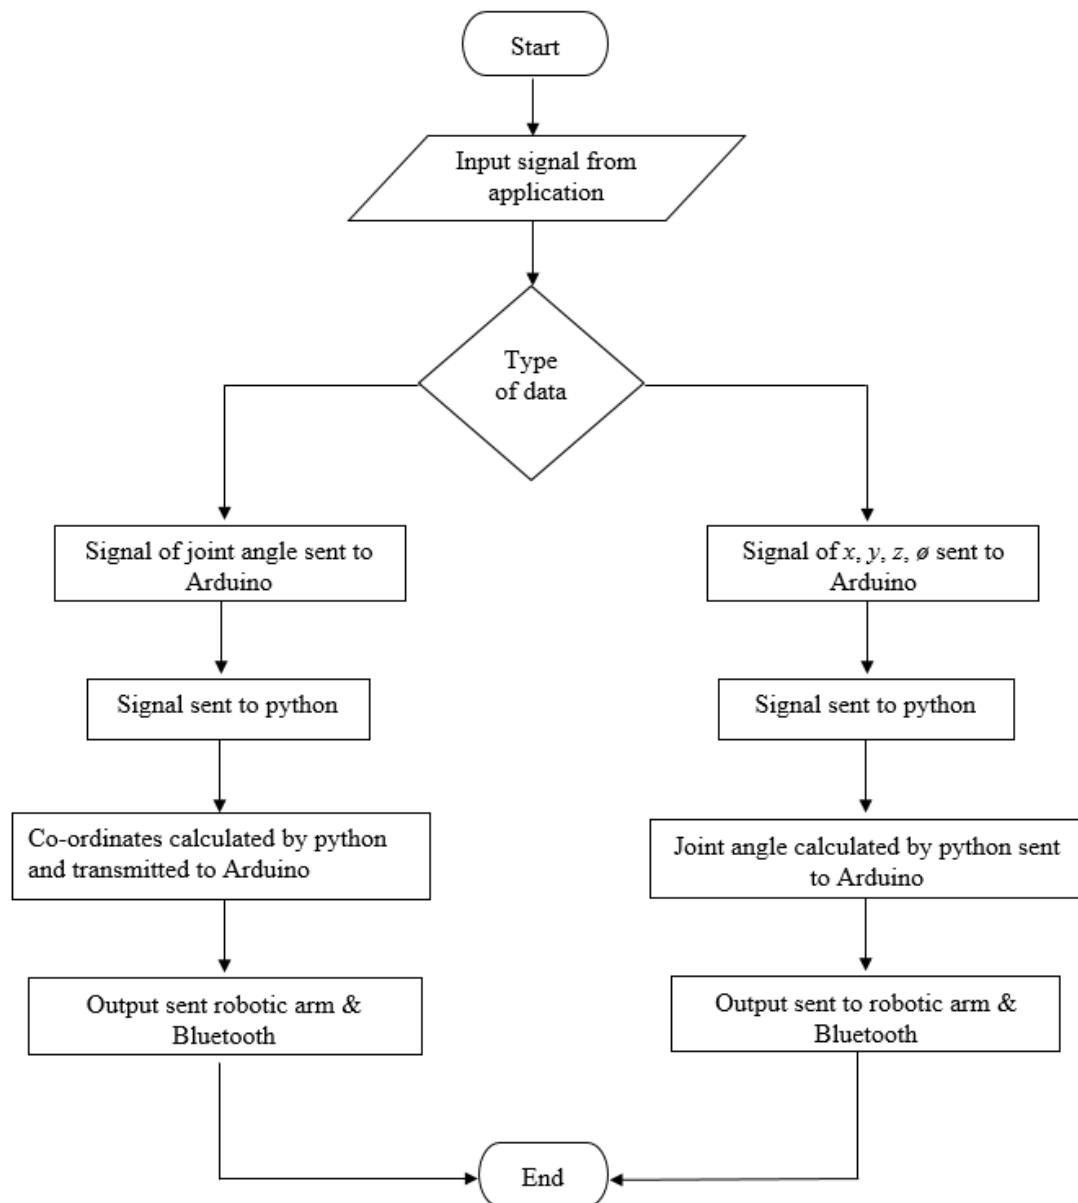 Start
Input signal from
application
Type
of data
Signal of joint angle sent to
Arduino
Signal sent to python
Co-ordinates calculated by python
and transmitted to Arduino
Output sent robotic arm &
Bluetooth
Signal of x, y, z, ø sent to
Arduino
Signal sent to python
Joint angle calculated by python sent
to Arduino
Output sent to robotic arm &
Bluetooth
End